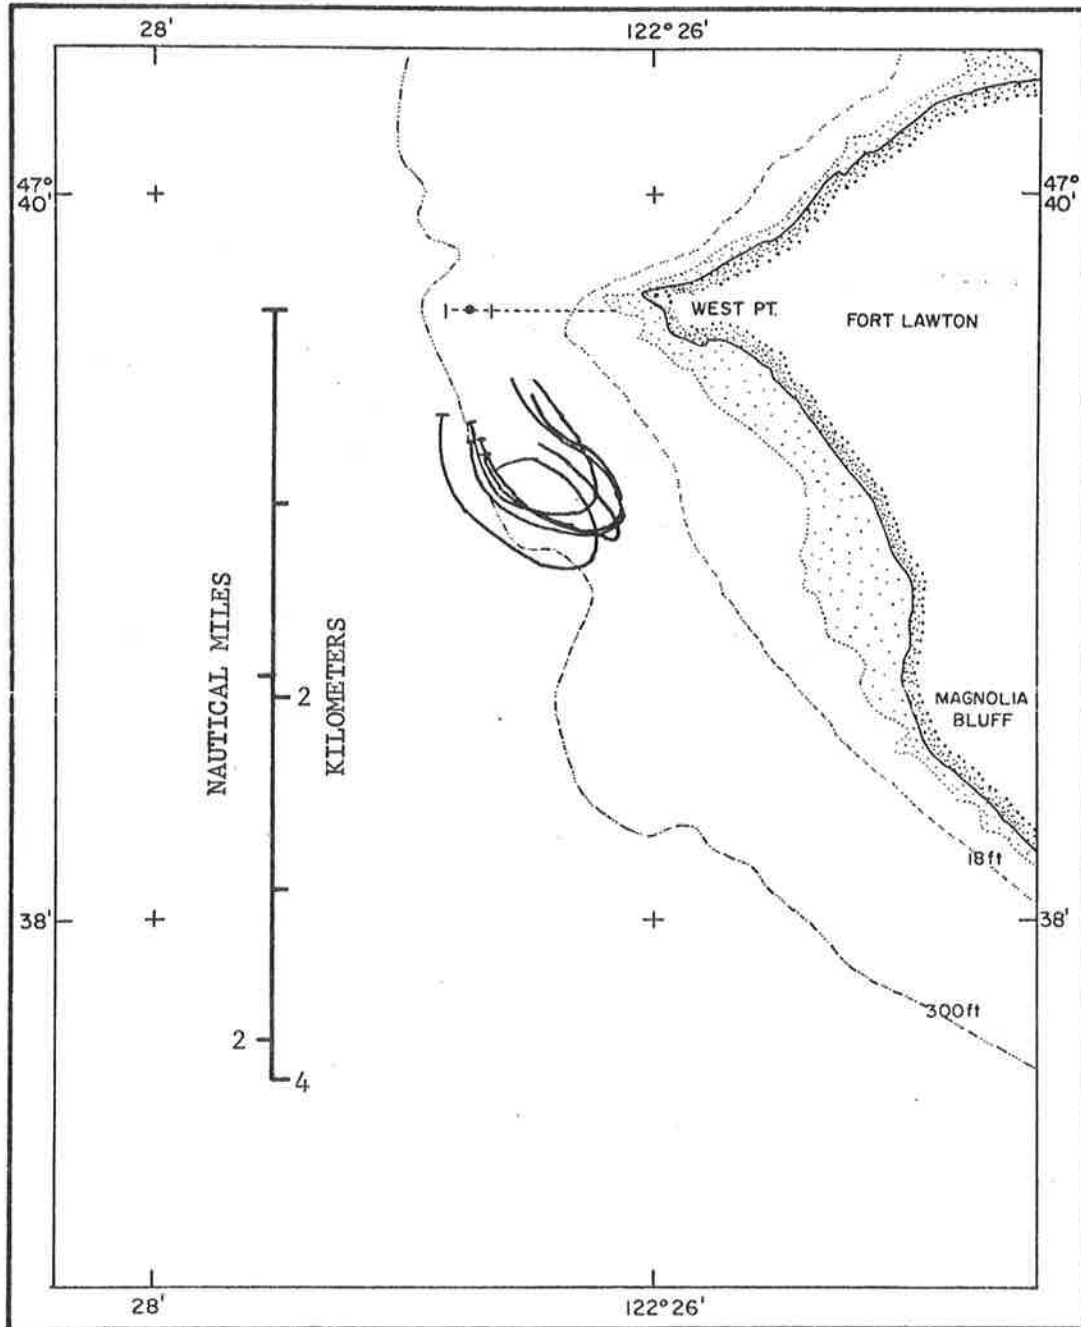 28'
122° 26'
47°
40'
47°
40'
WEST PT.
FORT LAWTON
NAUTICAL MILES
2
KILOMETERS
MAGNOLIA
BLUFF
18ft
38'
38'
300ft
2
4
28'
122° 26'